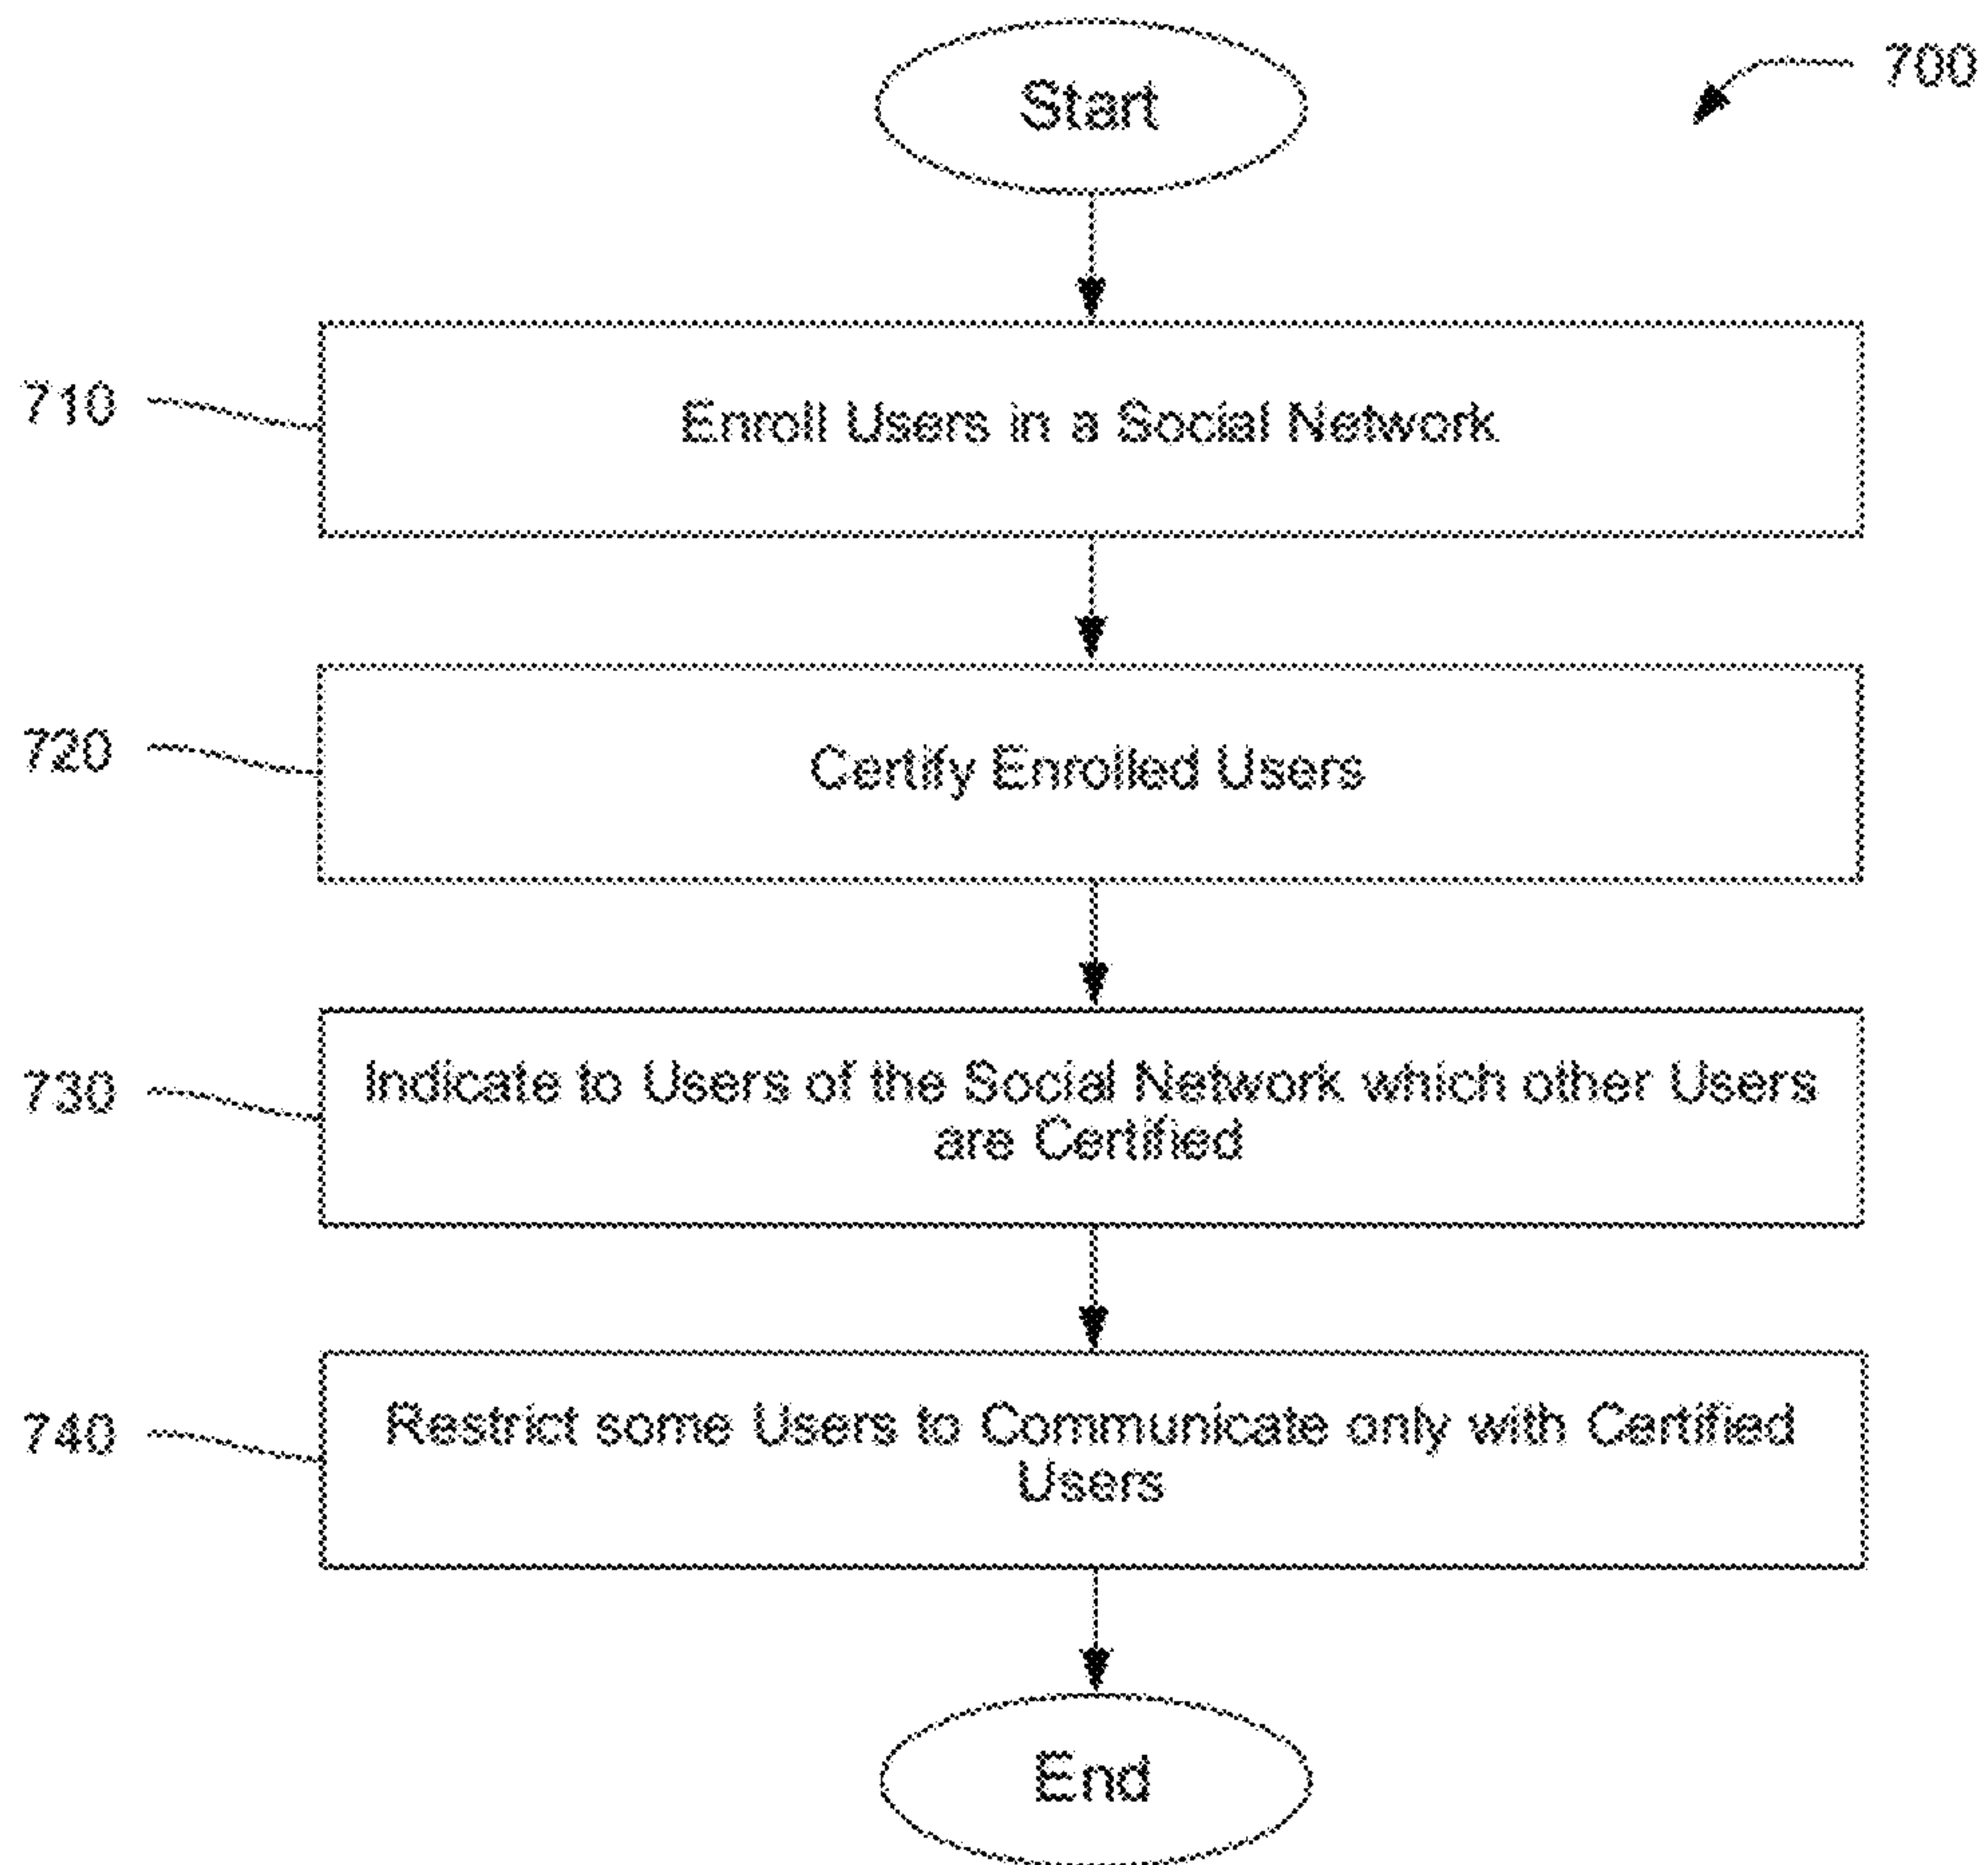 Start
700
710
Enroll Users in a Social Network
720
Certify Enrolled Users
730
Indicate to Users of the Social Network which other Users
are Certified
740
Restrict some Users to Communicate only with Certified
Users
End